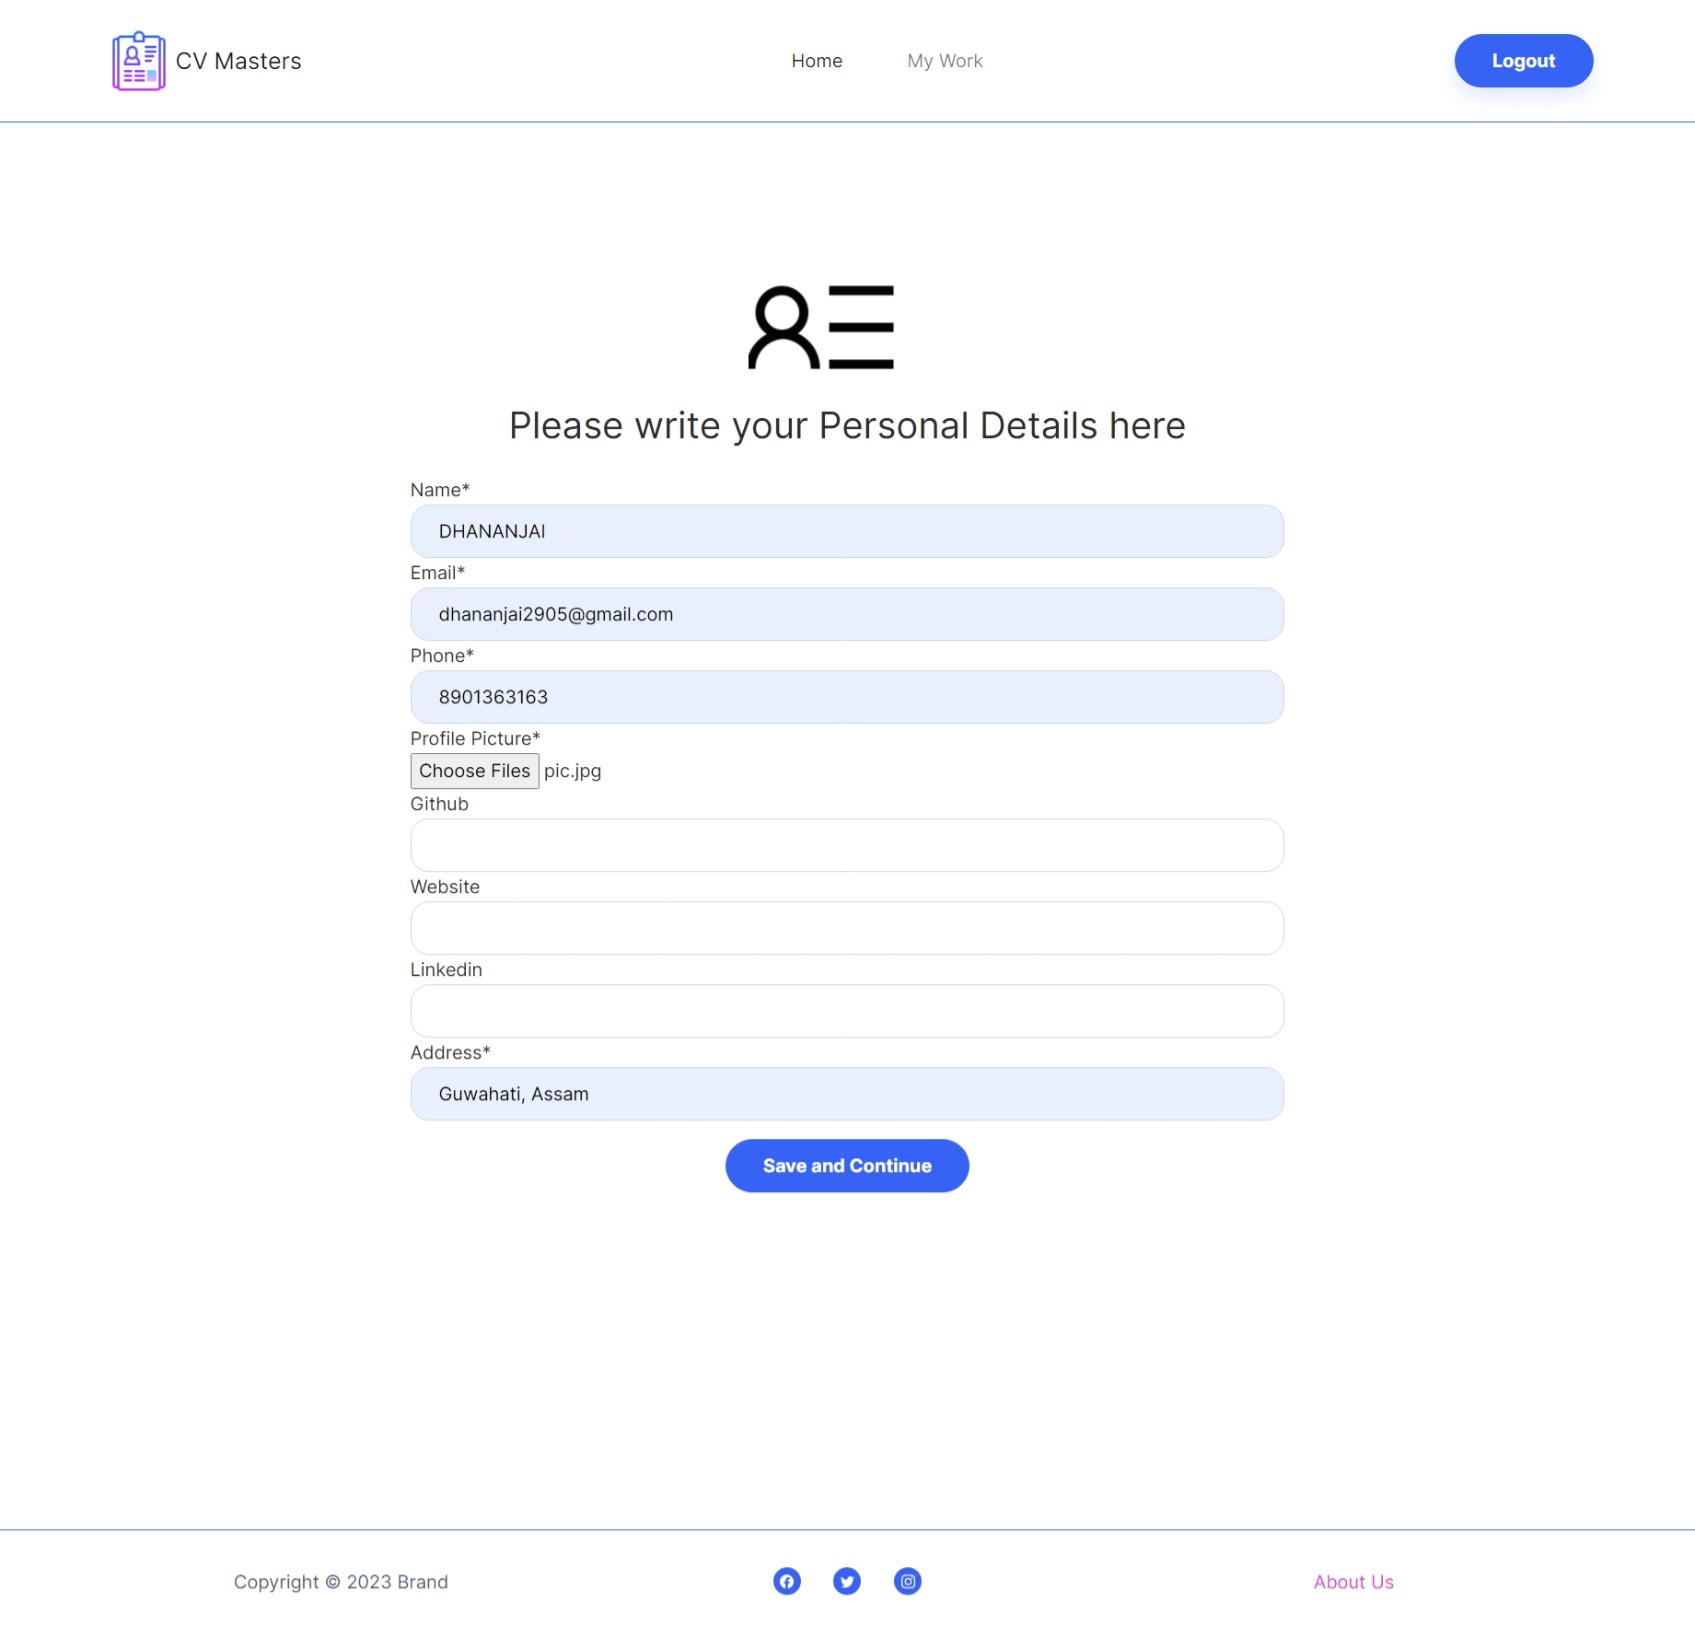 CV Masters
Home
My Work
Logout
Please write your Personal Details here
Name*
DHANANJAI
Email*
dhananjai2905@gmail.com
Phone*
8901363163
Profile Picture*
Choose Files pic.jpg
Github
Website
Linkedin
Address*
Guwahati, Assam
Save and Continue
Copyright © 2023 Brand
About Us